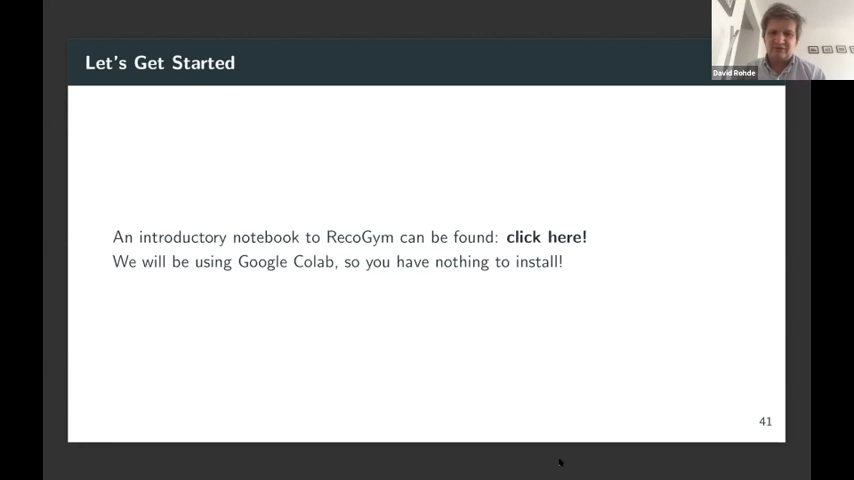 Let's Get Started
David Rohde
An introductory notebook to RecoGym can be found: click here!
We will be using Google Colab, so you have nothing to install!
41